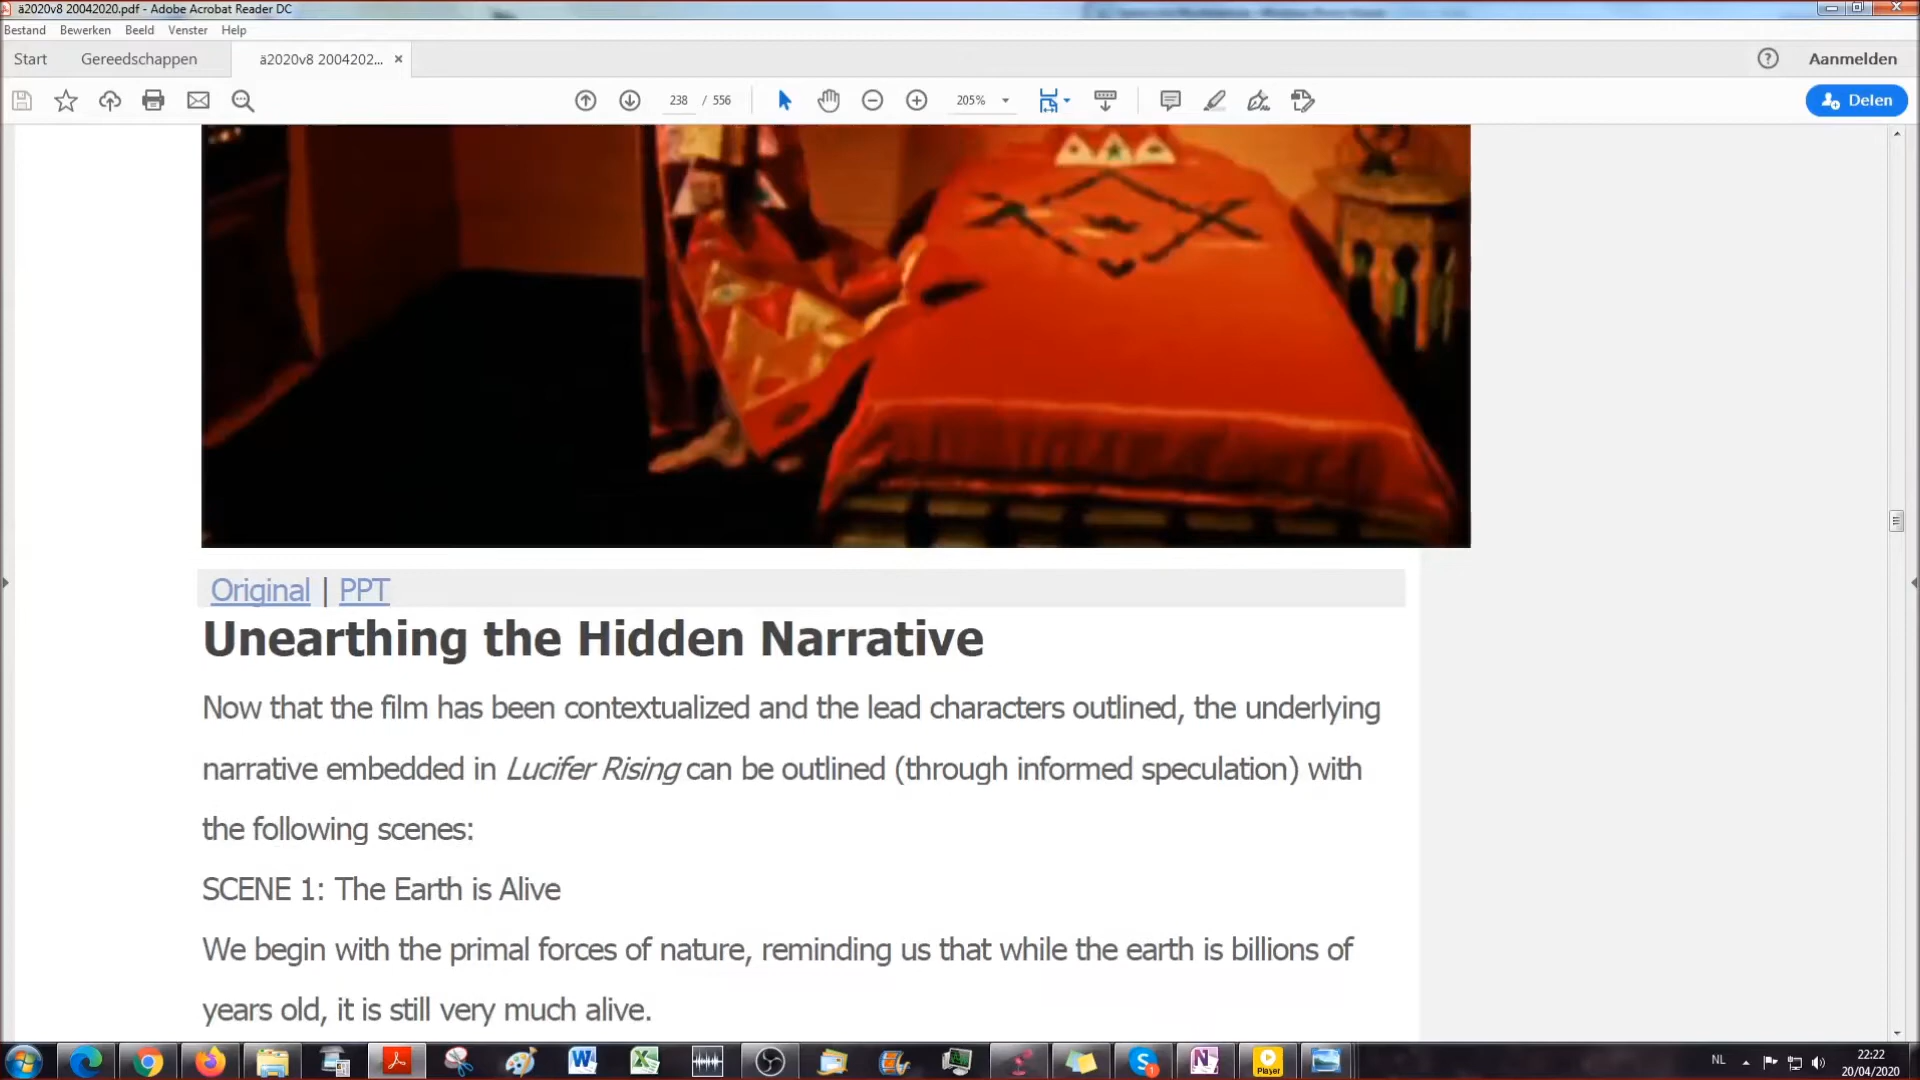 ä2020v8 20042020.pdf - Adobe Acrobat Reader DC
Bestand Bewerken Beeld Venster Help
Start Gereedschappen ä2020v8 2004202... × Aanmelden
238 / 556 205% Delen
Original | PPT
Unearthing the Hidden Narrative
Now that the film has been contextualized and the lead characters outlined, the underlying
narrative embedded in Lucifer Rising can be outlined (through informed speculation) with
the following scenes:
SCENE 1: The Earth is Alive
We begin with the primal forces of nature, reminding us that while the earth is billions of
years old, it is still very much alive.
Player
NL 22:22
20/04/2020